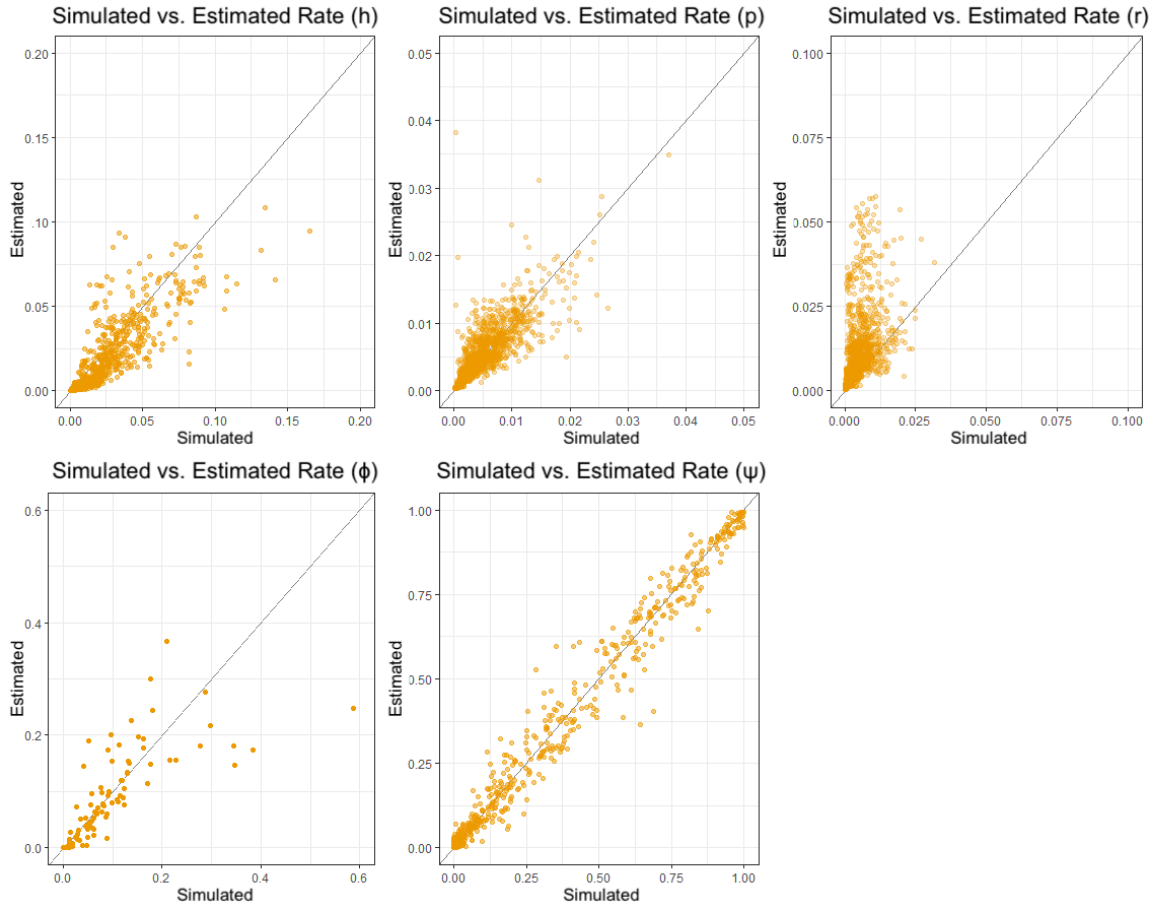 Simulated vs. Estimated Rate (h)
0.20
0.15
0.10
0.05
0.00
Estimated
0.00 0.05 0.10 0.15 0.20
Simulated
Simulated vs. Estimated Rate (p)
0.05
0.04
0.03
0.02
0.01
0.00
Estimated
0.00 0.01 0.02 0.03 0.04 0.05
Simulated
Simulated vs. Estimated Rate (r)
0.100
0.075
0.050
0.025
0.000
Estimated
0.000 0.025 0.050 0.075 0.100
Simulated
Simulated vs. Estimated Rate (ϕ)
0.6
0.4
0.2
0.0
Estimated
0.0 0.2 0.4 0.6
Simulated
Simulated vs. Estimated Rate (ψ)
1.00
0.75
0.50
0.25
0.00
Estimated
0.00 0.25 0.50 0.75 1.00
Simulated